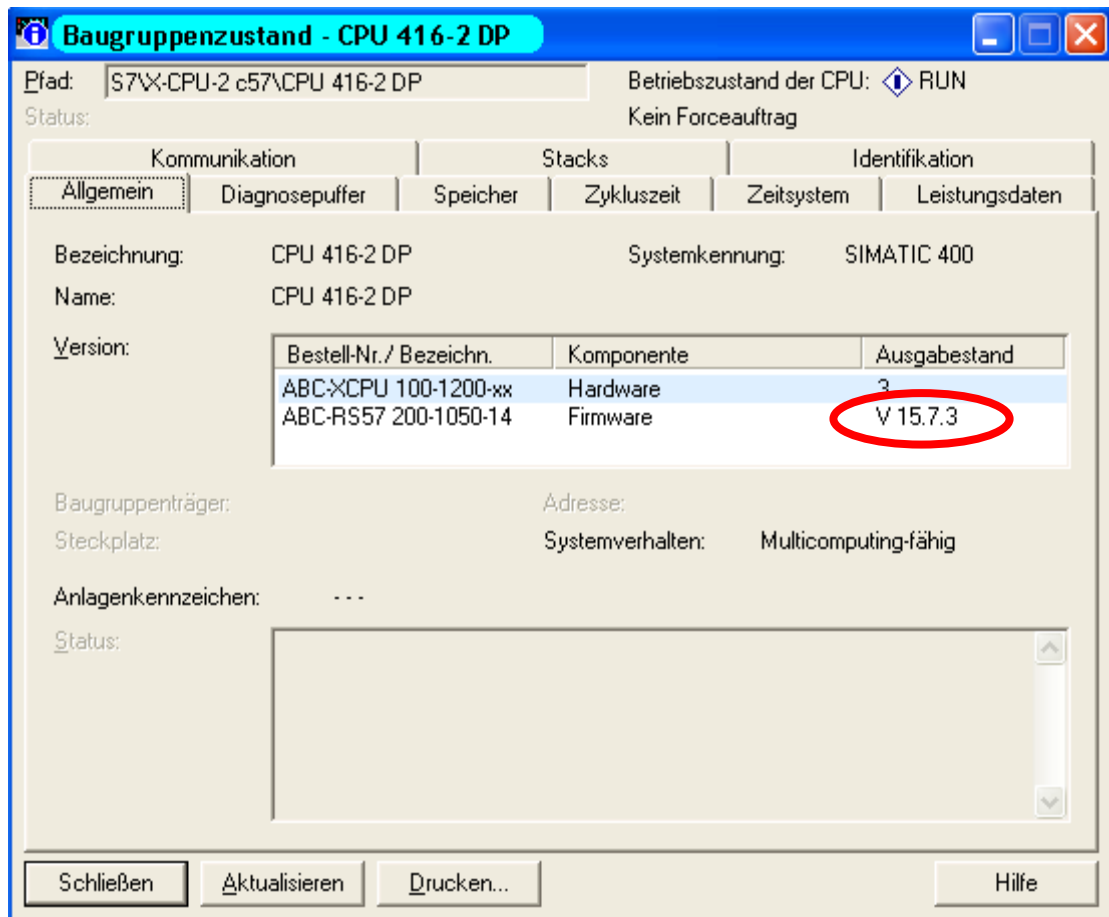 Baugruppenzustand - CPU 416-2 DP
Pfad: S7\X-CPU-2 c57\CPU 416-2 DP Betriebszustand der CPU: RUN
Status: Kein Forceauftrag
Kommunikation Stacks Identifikation
Allgemein Diagnosepuffer Speicher Zykluszeit Zeitsystem Leistungsdaten
Bezeichnung: CPU 416-2 DP Systemkennung: SIMATIC 400
Name: CPU 416-2 DP
Version: Bestell-Nr./ Bezeichn. Komponente Ausgabestand
ABC-XCPU 100-1200-xx Hardware 3
ABC-RS57 200-1050-14 Firmware V 15.7.3
Baugruppenträger: Adresse:
Steckplatz: Systemverhalten: Multicomputing-fähig
Anlagenkennzeichen: - - -
Status:
Schließen Aktualisieren Drucken... Hilfe